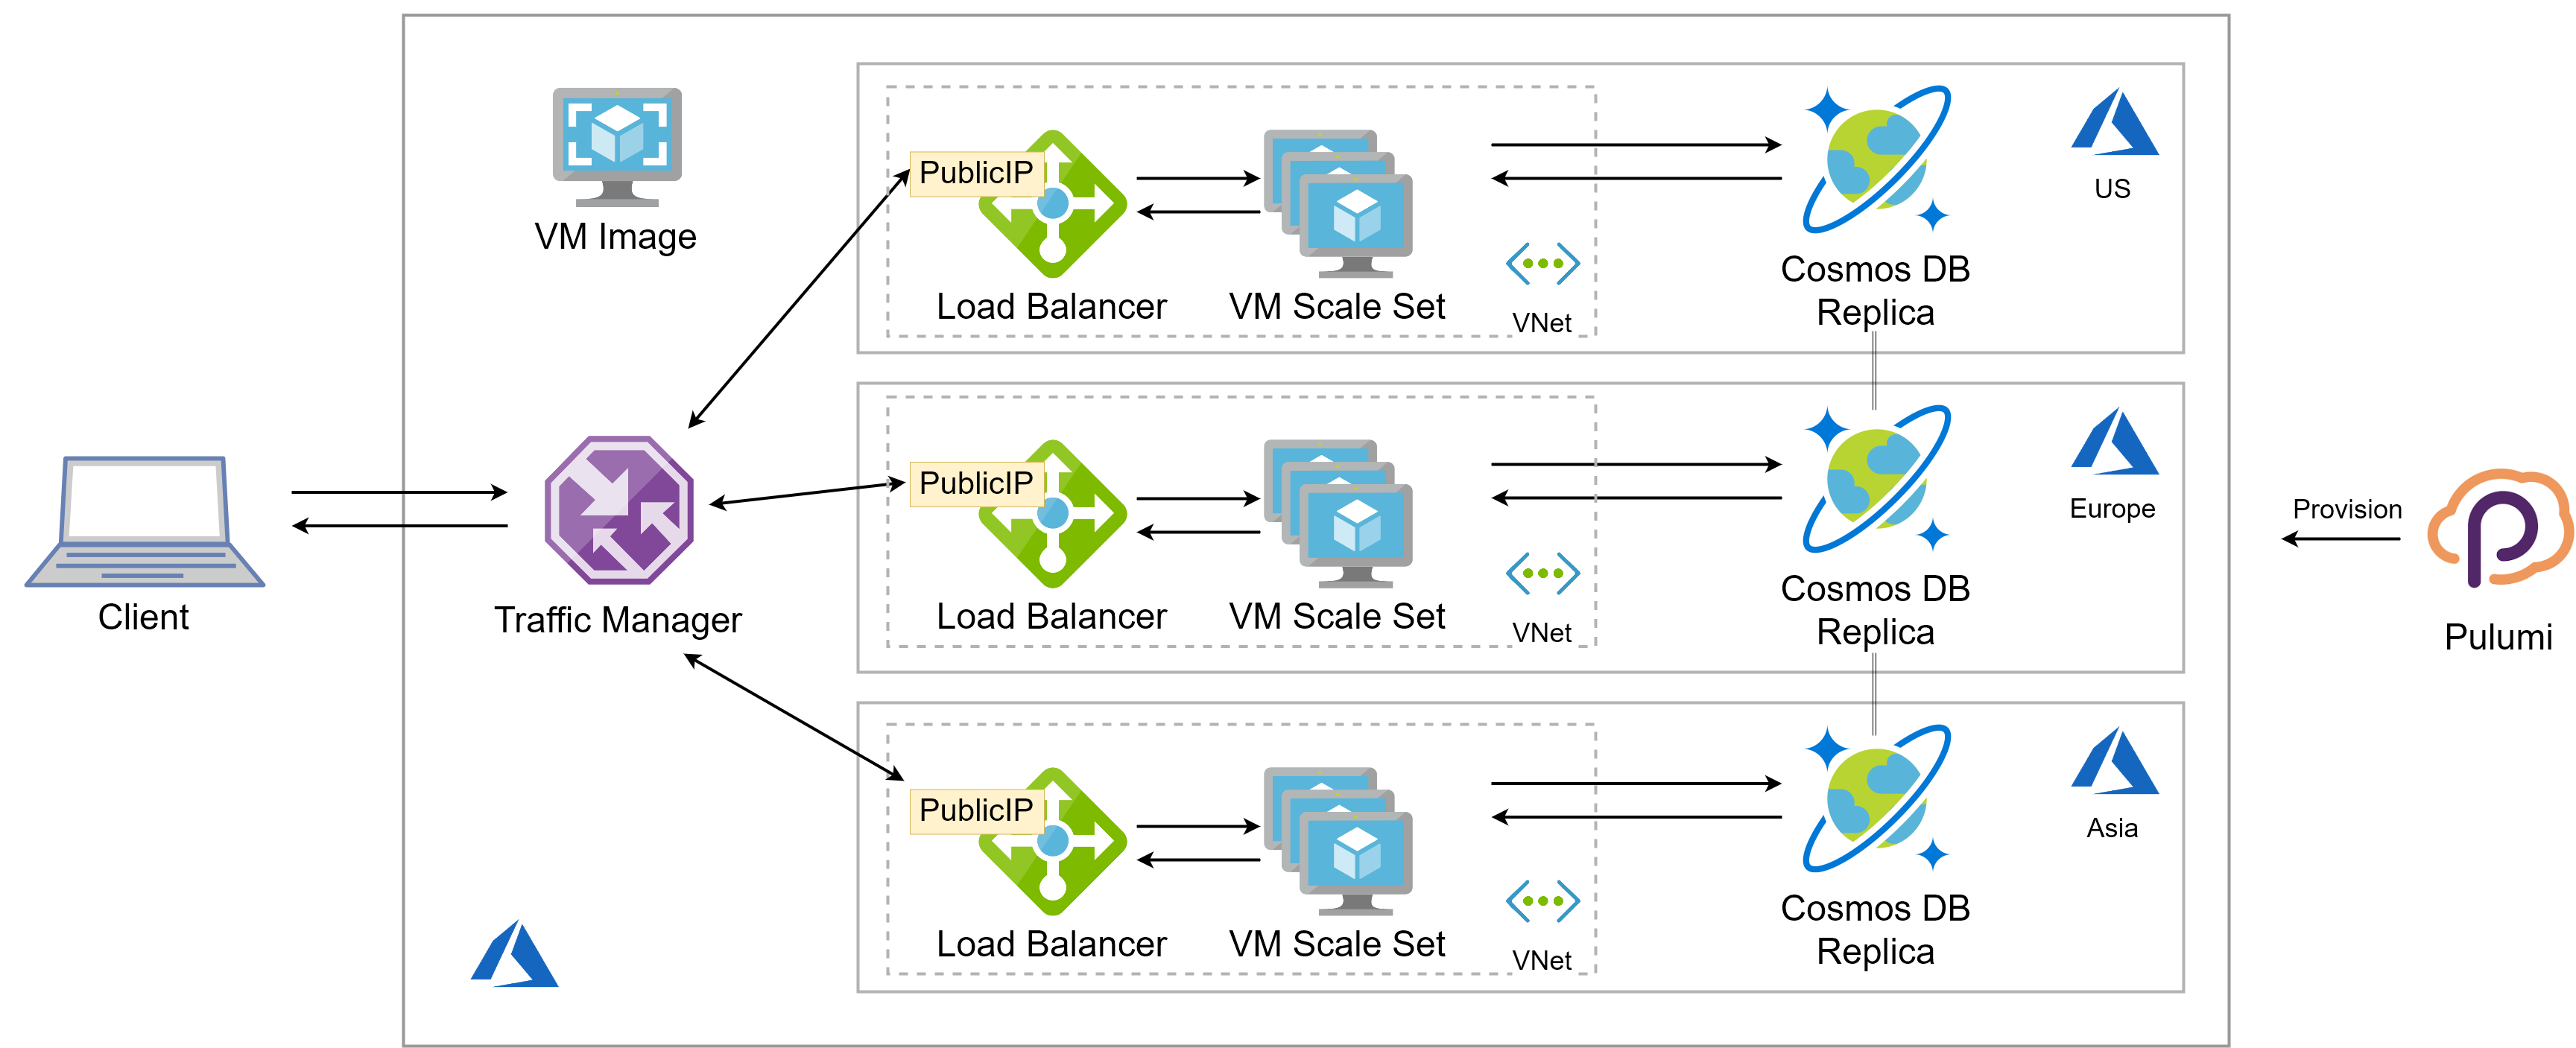 VM Image
PublicIP
Load Balancer
VM Scale Set
VNet
Cosmos DB
Replica
US
Client
Traffic Manager
PublicIP
Load Balancer
VM Scale Set
VNet
Cosmos DB
Replica
Europe
Provision
Pulumi
PublicIP
Load Balancer
VM Scale Set
VNet
Cosmos DB
Replica
Asia